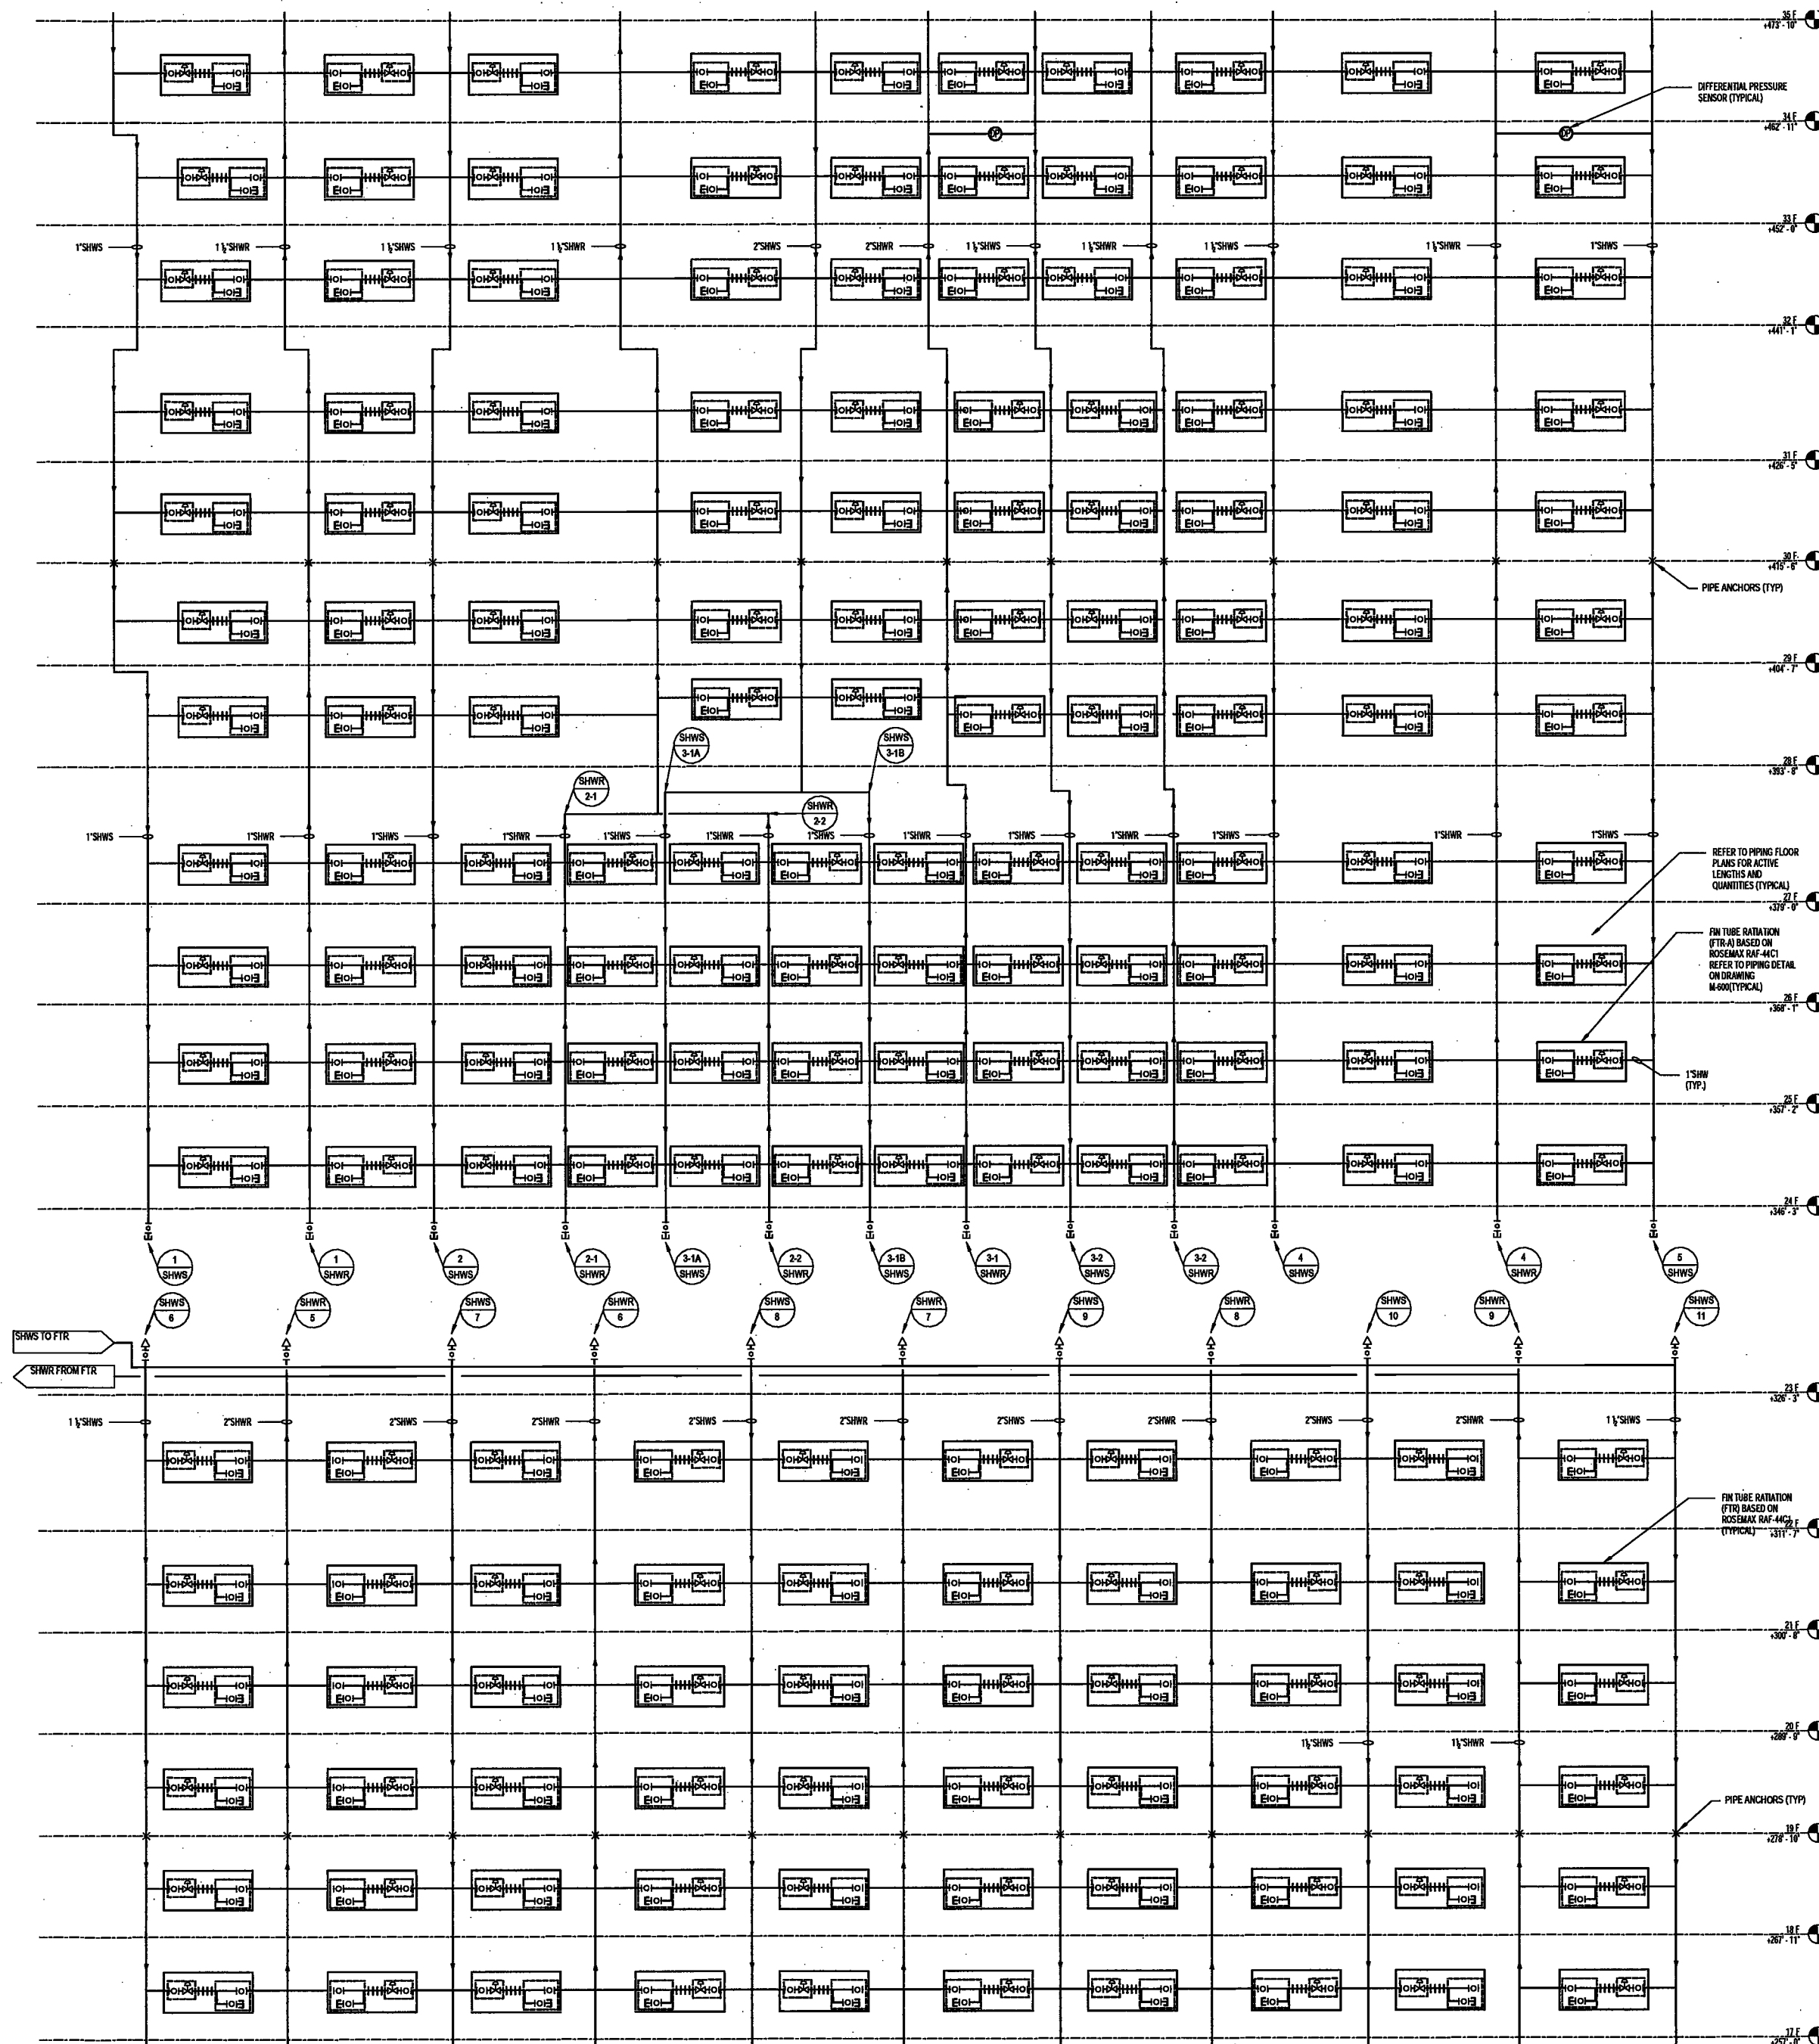 35 F
+473' - 10"
DIFFERENTIAL PRESSURE
SENSOR (TYPICAL)
34 F
+462' - 11"
DP
DP
33 F
+452' - 0"
1"SHWS
1 ½"SHWR
1 ½"SHWS
1 ½"SHWR
2"SHWS
2"SHWR
1 ½"SHWS
1 ½"SHWR
1 ½"SHWS
1 ½"SHWR
1"SHWS
32 F
+441' - 1"
31 F
+426' - 5"
30 F
+415' - 6"
PIPE ANCHORS (TYP)
29 F
+404' - 7"
SHWS
3-1A
SHWS
3-1B
28 F
+393' - 8"
SHWR
2-1
SHWR
2-2
1"SHWS
1"SHWR
1"SHWS
1"SHWR
1"SHWS
1"SHWR
1"SHWS
1"SHWR
1"SHWS
1"SHWR
1"SHWS
1"SHWR
1"SHWS
REFER TO PIPING FLOOR
PLANS FOR ACTIVE
LENGTHS AND
QUANTITIES (TYPICAL)
27 F
+379' - 0"
FIN TUBE RATIATION
(FTR-A) BASED ON
ROSEMAX RAF-44C1
REFER TO PIPING DETAIL
ON DRAWING
M-600(TYPICAL)
26 F
+368' - 1"
1"SHW
(TYP.)
25 F
+357' - 2"
24 F
+346' - 3"
1
SHWS
1
SHWR
2
SHWS
2-1
SHWR
3-1A
SHWS
2-2
SHWR
3-1B
SHWS
3-1
SHWR
3-2
SHWS
3-2
SHWR
4
SHWS
4
SHWR
5
SHWS
SHWS
6
SHWR
5
SHWS
7
SHWR
6
SHWS
8
SHWR
7
SHWS
9
SHWR
8
SHWS
10
SHWR
9
SHWS
11
SHWS TO FTR
SHWR FROM FTR
23 F
+326' - 3"
1 ½"SHWS
2"SHWR
2"SHWS
2"SHWR
2"SHWS
2"SHWR
2"SHWS
2"SHWR
2"SHWS
2"SHWR
1 ½"SHWS
FIN TUBE RATIATION
(FTR) BASED ON
ROSEMAX RAF-44C1
(TYPICAL)
22 F
+311' - 7"
21 F
+300' - 8"
20 F
+289' - 9"
1½"SHWS
1½"SHWR
PIPE ANCHORS (TYP)
19 F
+278' - 10"
18 F
+267' - 11"
17 F
+257' - 0"